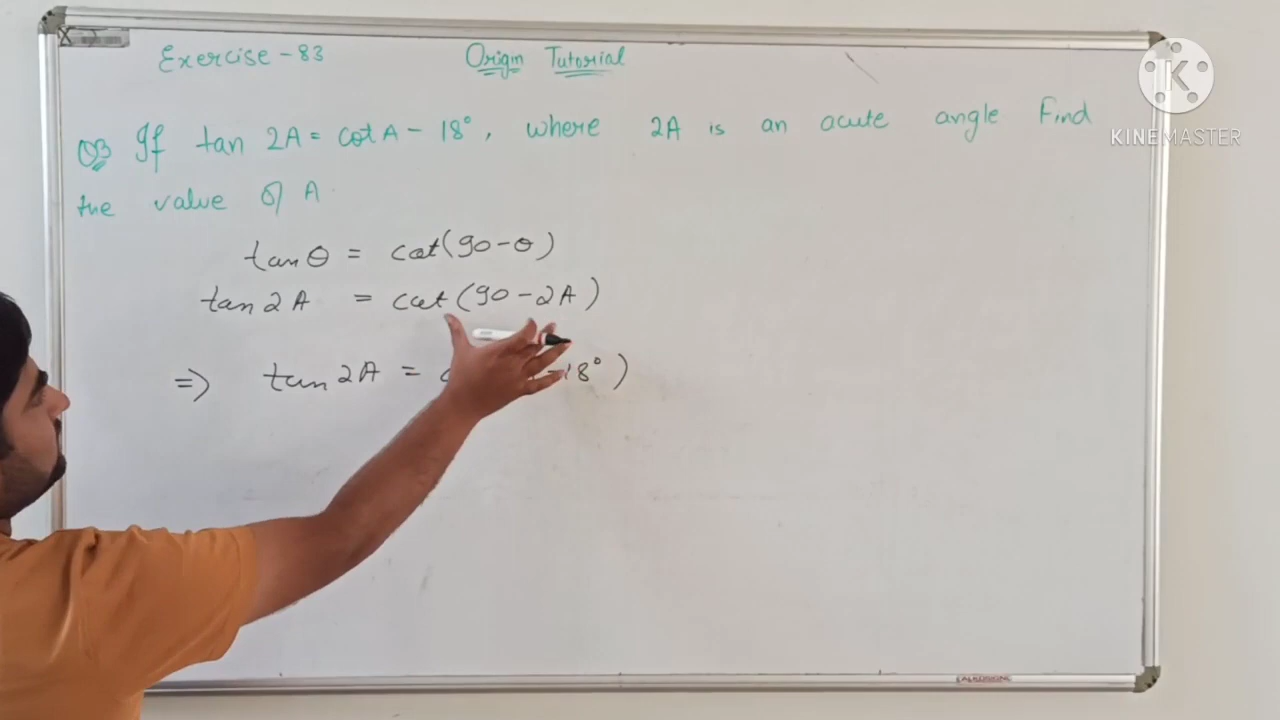 Exercise - 83
Origin Tutorial
Q3 If tan 2A = cot A - 18°, where 2A is an acute angle Find
the value of A
tan θ = cot(90 - θ)
tan 2A = cot(90 - 2A)
⇒ tan 2A = - 18°)
K
KINEMASTER